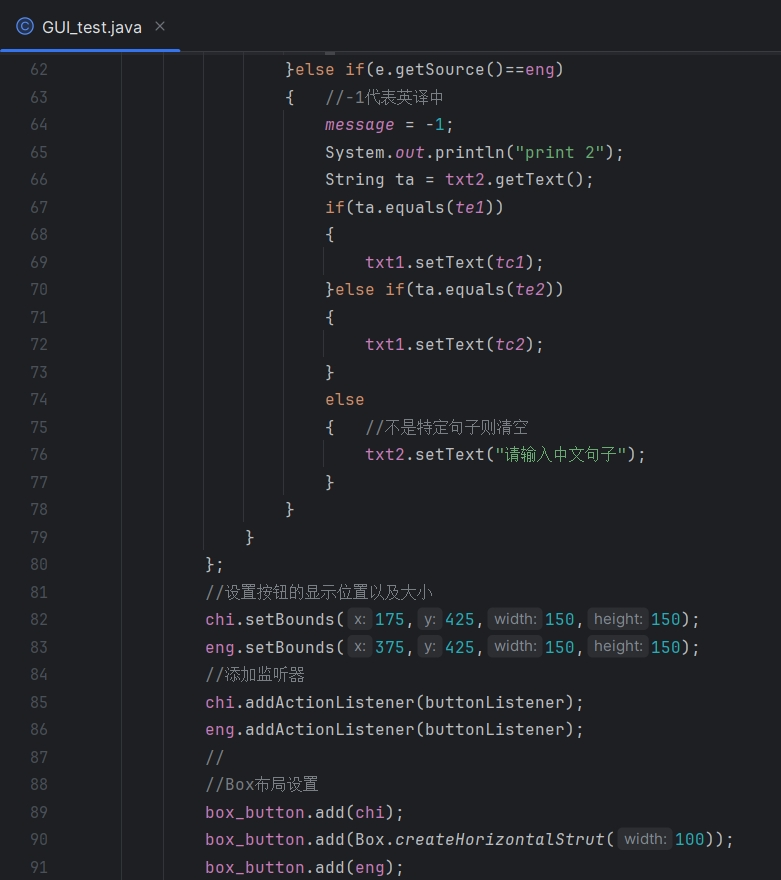 GUI_test.java
62 }else if(e.getSource()==eng)
63 { //-1代表英译中
64 message = -1;
65 System.out.println("print 2");
66 String ta = txt2.getText();
67 if(ta.equals(te1))
68 {
69 txt1.setText(tc1);
70 }else if(ta.equals(te2))
71 {
72 txt1.setText(tc2);
73 }
74 else
75 { //不是特定句子则清空
76 txt2.setText("请输入中文句子");
77 }
78 }
79 }
80 };
81 //设置按钮的显示位置以及大小
82 chi.setBounds( x: 175, y: 425, width: 150, height: 150);
83 eng.setBounds( x: 375, y: 425, width: 150, height: 150);
84 //添加监听器
85 chi.addActionListener(buttonListener);
86 eng.addActionListener(buttonListener);
87 //
88 //Box布局设置
89 box_button.add(chi);
90 box_button.add(Box.createHorizontalStrut( width: 100));
91 box_button.add(eng);